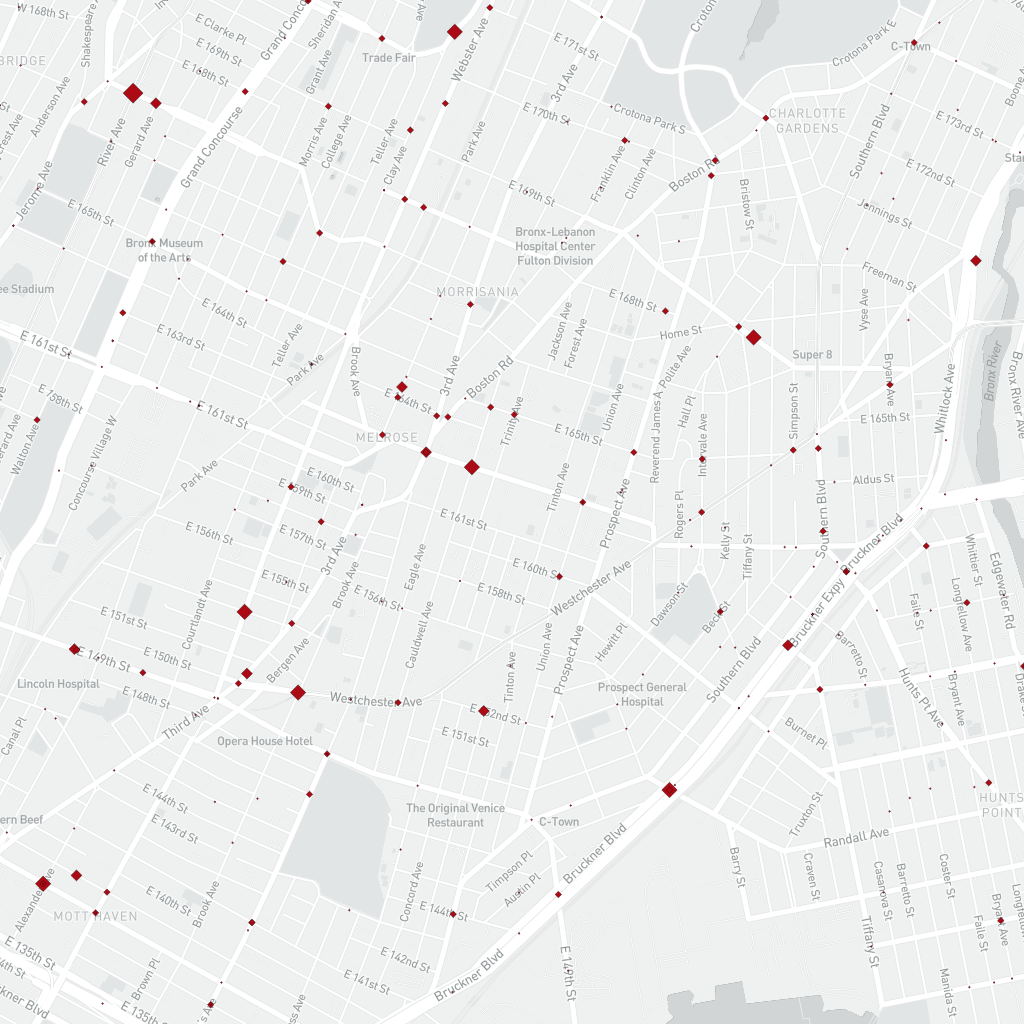 W 168th St
Shakespeare
E Clarke Pl
E 169th St
E 168th St
Grand Conco
Sheridan A
Grant Ave
Trade Fair
Webster Ave
E 171st St
3rd Ave
Crotona
Crotona Park E
C-Town
Boone A
BRIDGE
Anderson Ave
River Ave
Gerard Ave
Grand Concourse
Morris Ave
College Ave
Teller Ave
Clay Ave
Park Ave
E 170th St
Crotona Park S
CHARLOTTE
GARDENS
Southern Blvd
E 173rd St
Franklin Ave
Clinton Ave
Boston Rd
E 172nd St
Jerome Ave
E 165th St
E 169th St
Bristow St
Jennings St
Bronx Museum
of the Arts
Bronx-Lebanon
Hospital Center
Fulton Division
ee Stadium
E 164th St
MORRISANIA
E 168th St
Freeman St
Vyse Ave
E 163rd St
Teller Ave
Park Ave
Brook Ave
Jackson Ave
Forest Ave
Home St
Super 8
Bronx River
E 161st St
Boston Rd
3rd Ave
Reverend James A. Polite Ave
Bryant Ave
Whitlock Ave
Bronx River Ave
E 158th St
E 161st St
E 164th St
Trinity Ave
Union Ave
Hall Pl
Intervale Ave
Simpson St
E 165th St
Walton Ave
Concourse Village W
MELROSE
E 165th St
Park Ave
E 160th St
E 159th St
Tinton Ave
Prospect Ave
Rogers Pl
Aldus St
E 156th St
E 157th St
E 161st St
Kelly St
Tiffany St
Southern Blvd
Bruckner Blvd
3rd Ave
Brook Ave
Eagle Ave
E 160th St
Westchester Ave
Whittier St
Edgewater Rd
Courtlandt Ave
E 155th St
E 156th St
E 158th St
Dawson St
Beck St
Bruckner Expy
Faile St
Longfellow Ave
E 151st St
E 150th St
E 149th St
Bergen Ave
Cauldwell Ave
Union Ave
Hewitt Pl
Barretto St
Lincoln Hospital
E 148th St
Westchester Ave
Tinton Ave
Prospect Ave
Prospect General
Hospital
Southern Blvd
Hunts Pt Ave
Bryant Ave
Drake S
Canal Pl
Third Ave
E 152nd St
Opera House Hotel
E 151st St
Burnet Pl
E 144th St
The Original Venice
Restaurant
C-Town
Truxton St
HUNTS
POINT
ern Beef
E 143rd St
Bruckner Blvd
Randall Ave
Timpson Pl
Austin Pl
Barry St
Craven St
Casanova St
Barretto St
Coster St
Alexander Ave
MOTT HAVEN
E 140th St
Brook Ave
Concord Ave
E 144th St
Bryant Ave
Faile St
Longfellow
E 135th St
Brown Pl
E 142nd St
E 141st St
Bruckner Blvd
E 149th St
Tiffany St
Manida St
E 135th St